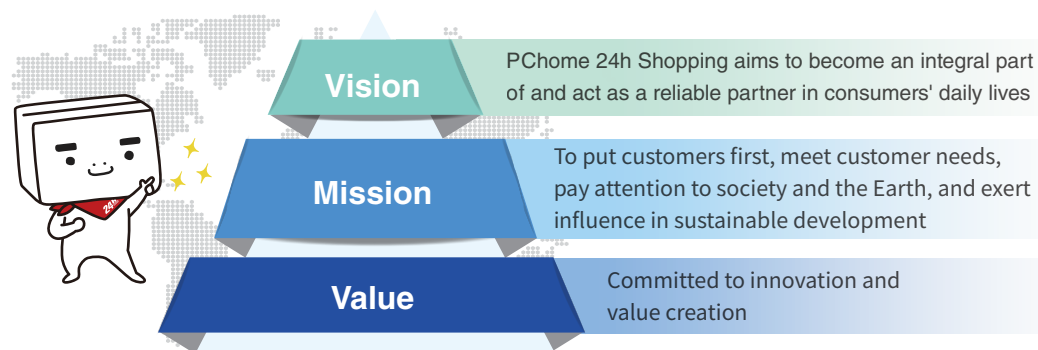 Vision
PChome 24h Shopping aims to become an integral part
of and act as a reliable partner in consumers' daily lives
Mission
To put customers first, meet customer needs,
pay attention to society and the Earth, and exert
influence in sustainable development
24h
Value
Committed to innovation and
value creation